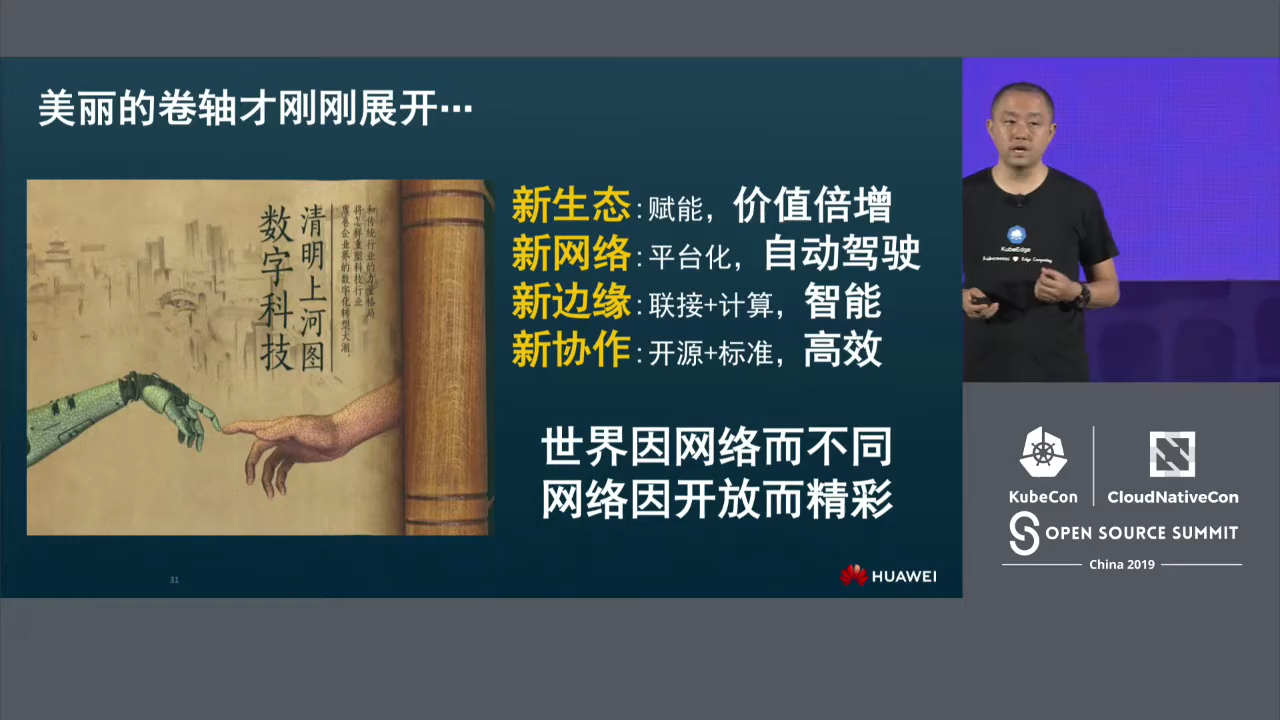 美丽的卷轴才刚刚展开…
清明上河图
数字科技
新生态:赋能，价值倍增
新网络:平台化，自动驾驶
新边缘:联接+计算，智能
新协作:开源+标准，高效
世界因网络而不同
网络因开放而精彩
31
HUAWEI
KubeEdge
Kubernetes
Edge Computing
KubeCon
CloudNativeCon
OPEN SOURCE SUMMIT
China 2019